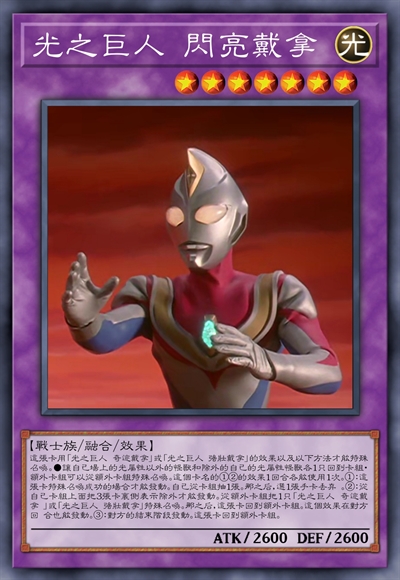 光之巨人 閃亮戴拿
光
[戰士族/融合/效果]
這張卡用「光之巨人 奇迹戴拿」或「光之巨人 強壯戴拿」的效果以及以下方法才能特殊
召喚。●讓自己場上的光屬性以外的怪獸和除外的自己的光屬性怪獸各1只回到卡組·
額外卡組可以從額外卡組特殊召喚。這個卡名的①②的效果1回合各能使用1次。①:這
張卡特殊召喚成功的場合才能發動。自己從卡組抽1張。那之后,選1張手卡丟弃。②:從
自己卡組上面把3張卡裏側表示除外才能發動。從額外卡組把1只「光之巨人 奇迹戴
拿 」或「光之巨人 強壯戴拿」特殊召喚。那之后,這張卡回到額外卡組。這個效果在對方
回 合也能發動。③:對方的結束階段發動。這張卡回到額外卡組。
ATK / 2600 DEF / 2600